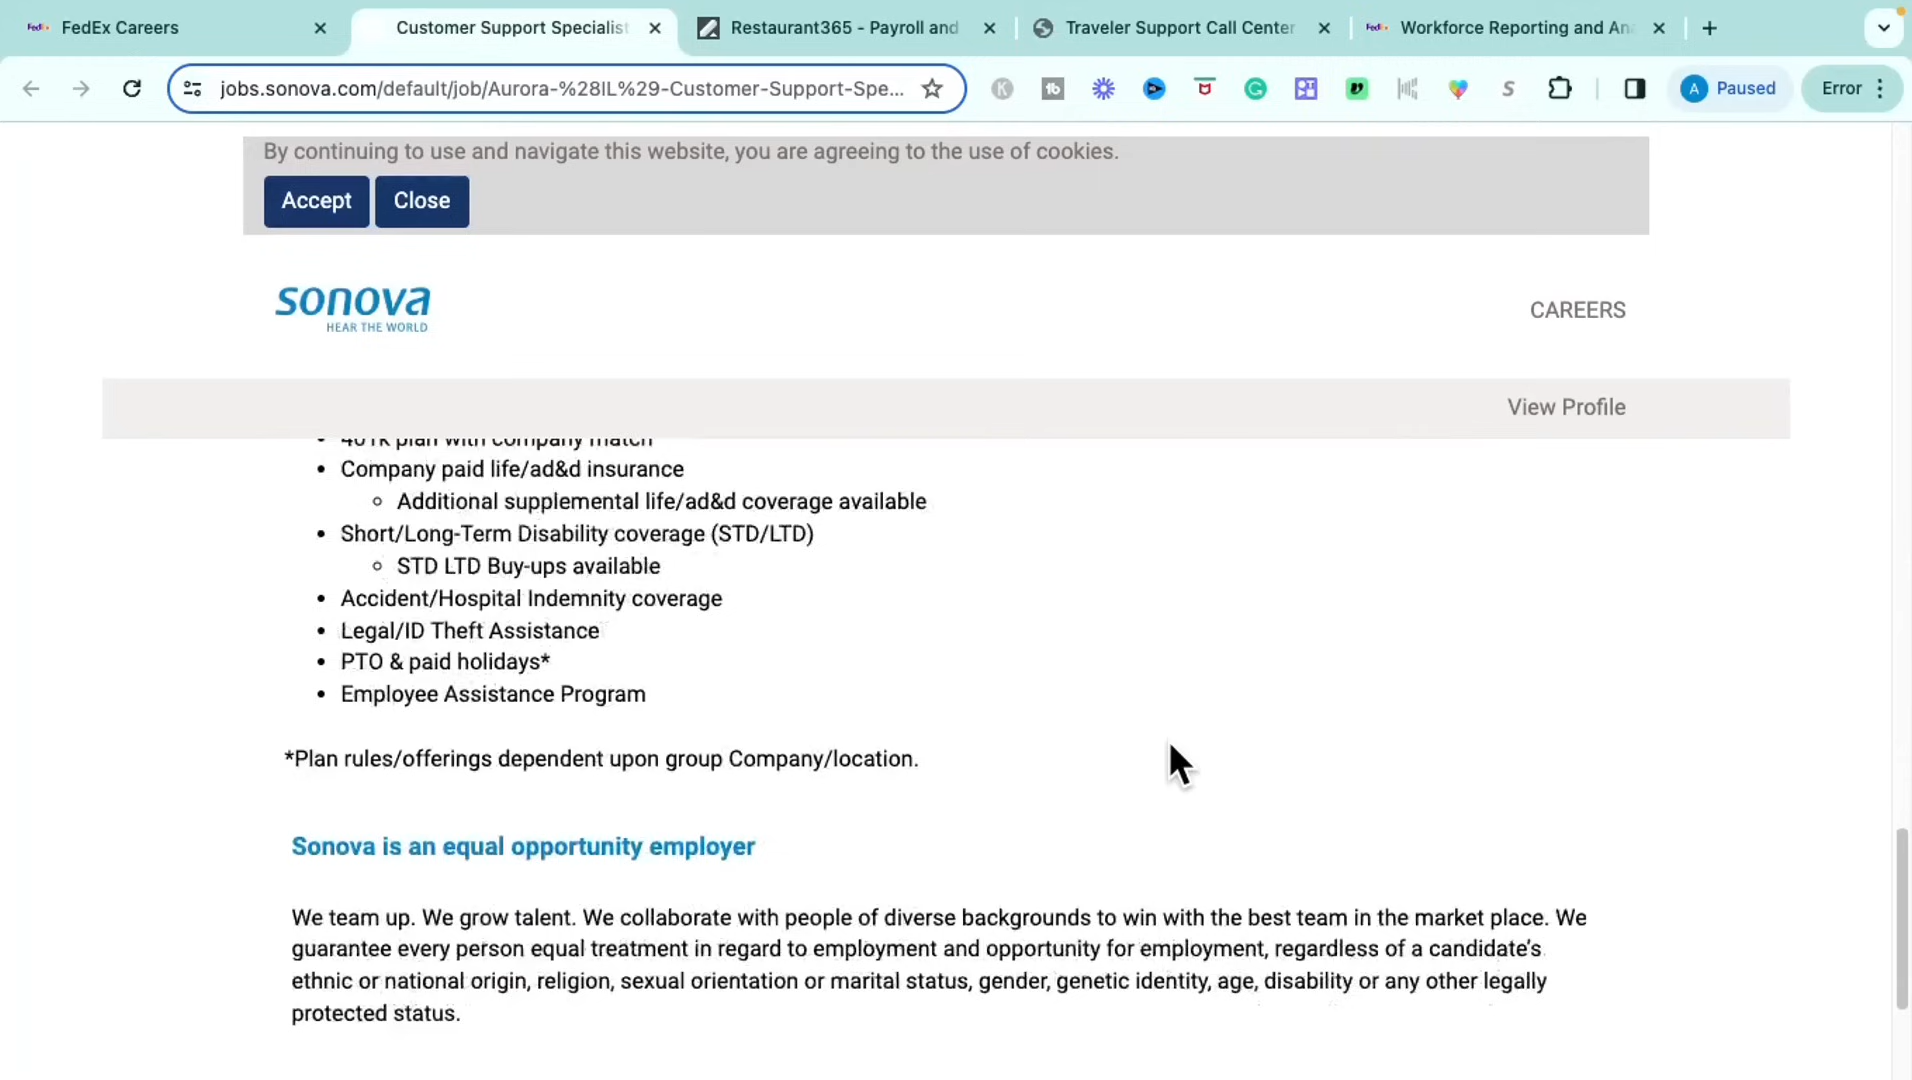 FedEx Careers
Customer Support Specialist
Restaurant365 - Payroll and
Traveler Support Call Center
FedEx Workforce Reporting and An
jobs.sonova.com/default/job/Aurora-%28IL%29-Customer-Support-Spe...
K
tb
G
S
A Paused
Error
By continuing to use and navigate this website, you are agreeing to the use of cookies.
Accept Close
sonova
HEAR THE WORLD
CAREERS
View Profile
• 401k plan with company match
• Company paid life/ad&d insurance
Additional supplemental life/ad&d coverage available
• Short/Long-Term Disability coverage (STD/LTD)
STD LTD Buy-ups available
• Accident/Hospital Indemnity coverage
• Legal/ID Theft Assistance
• PTO & paid holidays*
• Employee Assistance Program
*Plan rules/offerings dependent upon group Company/location.
Sonova is an equal opportunity employer
We team up. We grow talent. We collaborate with people of diverse backgrounds to win with the best team in the market place. We
guarantee every person equal treatment in regard to employment and opportunity for employment, regardless of a candidate's
ethnic or national origin, religion, sexual orientation or marital status, gender, genetic identity, age, disability or any other legally
protected status.